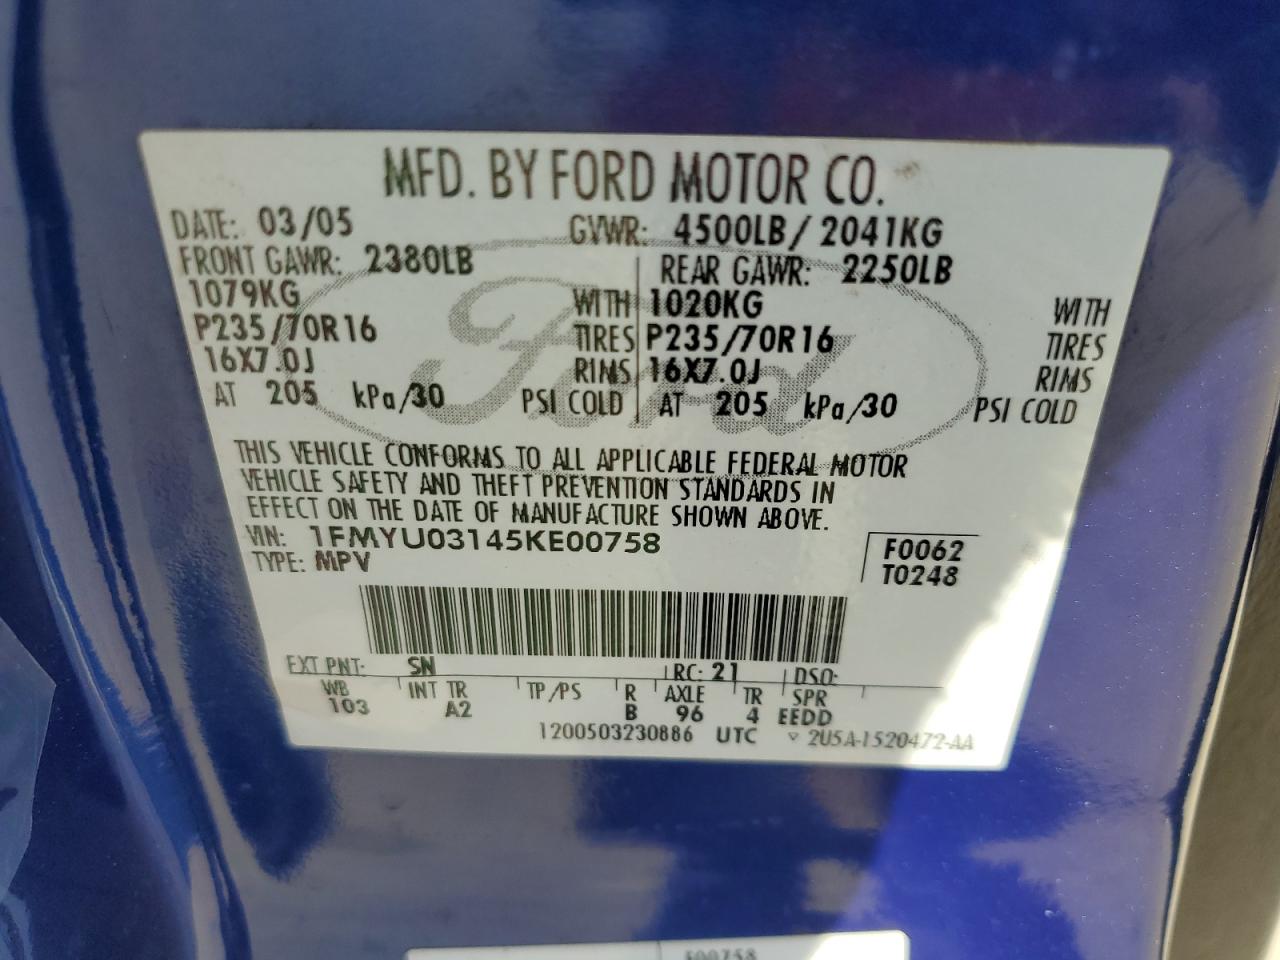 MFD. BY FORD MOTOR CO.
DATE: 03/05 GVWR: 4500LB/ 2041KG
FRONT GAWR: 2380LB REAR GAWR: 2250LB
1079KG WITH 1020KG WITH
P235/70R16 TIRES P235/70R16 TIRES
16X7.0J RIMS 16X7.0J RIMS
AT 205 kPa/30 PSI COLD AT 205 kPa/30 PSI COLD
Ford
THIS VEHICLE CONFORMS TO ALL APPLICABLE FEDERAL MOTOR
VEHICLE SAFETY AND THEFT PREVENTION STANDARDS IN
EFFECT ON THE DATE OF MANUFACTURE SHOWN ABOVE.
VIN: 1FMYU03145KE00758 F0062
TYPE: MPV T0248
EXT PNT: SN RC: 21 DSO:
WB INT TR TP/PS R AXLE TR SPR
103 A2 B 96 4 EEDD
1200503230886 UTC ▽ 2U5A-1520472-AA
E00758